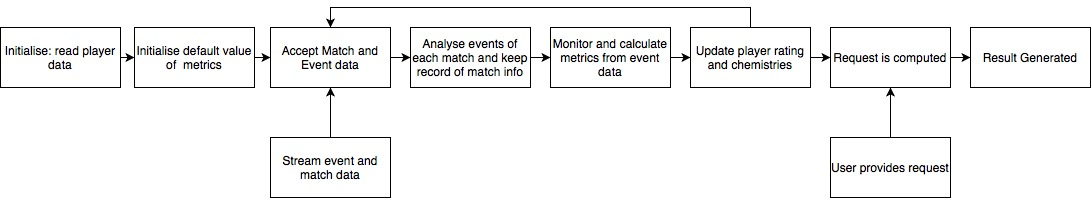 Initialise: read player
data
Initialise default value
of metrics
Accept Match and
Event data
Analyse events of
each match and keep
record of match info
Monitor and calculate
metrics from event
data
Update player rating
and chemistries
Request is computed
Result Generated
Stream event and
match data
User provides request